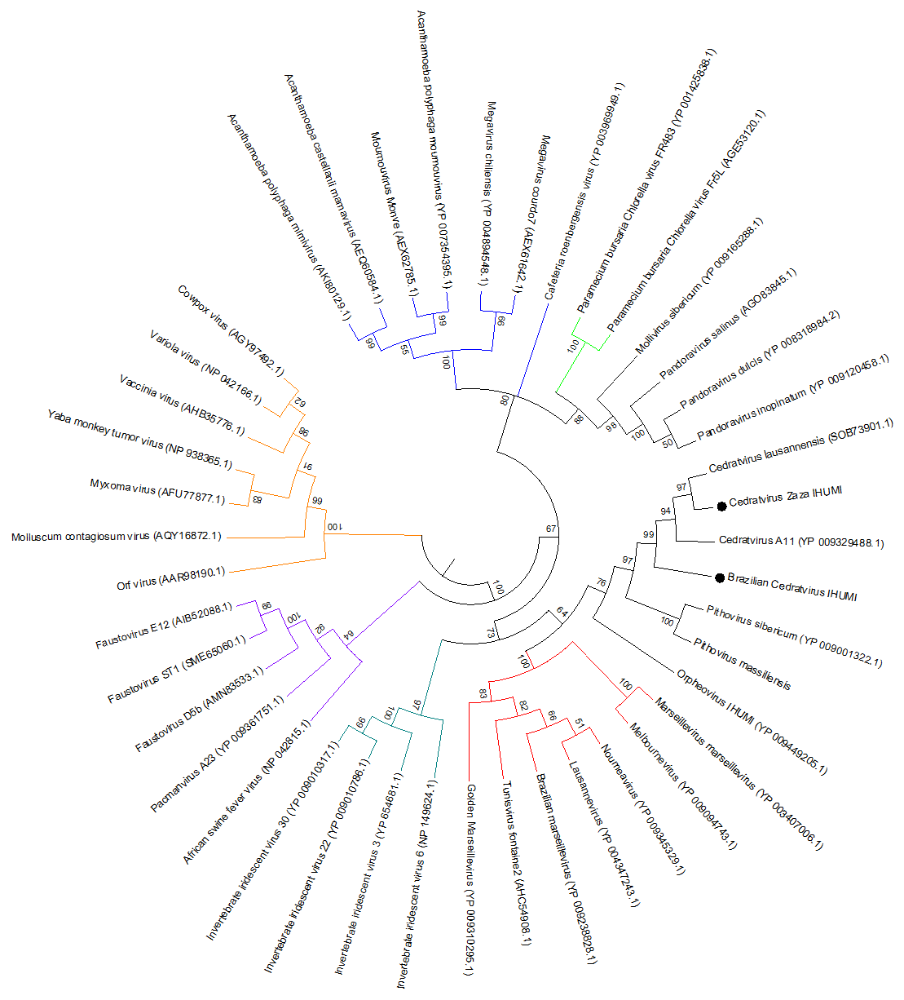 Acanthamoeba polyphaga moumouvirus (YP 007354395.1)
Megavirus chiliensis (YP 004894548.1)
Megavirus courdo7 (AEX61642.1)
Cafeteria roenbergensis virus (YP 003969949.1)
Paramecium bursaria Chlorella virus FR483 (YP 001425838.1)
Paramecium bursaria Chlorella virus Fr5L (AGE53120.1)
Mollivirus sibericum (YP 009165288.1)
Pandoravirus salinus (AGO83845.1)
Pandoravirus dulcis (YP 008318984.2)
Pandoravirus inopinatum (YP 009120458.1)
Cedratvirus lausannensis (SOB73901.1)
Cedratvirus Zaza IHUMI
Cedratvirus A11 (YP 009329488.1)
Brazilian Cedratvirus IHUMI
Pithovirus sibericum (YP 009001322.1)
Pithovirus massiliensis
Orpheovirus IHUMI (YP 009449205.1)
Marseillevirus marseillevirus (YP 003407006.1)
Melbournevirus (YP 009094743.1)
Noumeavirus (YP 009345329.1)
Lausannevirus (YP 004347243.1)
Brazilian marseillevirus (YP 009238828.1)
Tunisvirus fontaine2 (AHC54908.1)
Golden Marseillevirus (YP 009310295.1)
Invertebrate iridescent virus 6 (NP 149624.1)
Invertebrate iridescent virus 3 (YP 654681.1)
Invertebrate iridescent virus 22 (YP 009010786.1)
Invertebrate iridescent virus 30 (YP 009010317.1)
African swine fever virus (NP 042815.1)
Pacmanvirus A23 (YP 009361751.1)
Faustovirus D5b (AMN83533.1)
Faustovirus ST1 (SME65060.1)
Faustovirus E12 (AIB52088.1)
Orf virus (AAR98190.1)
Molluscum contagiosum virus (AQY16872.1)
Myxoma virus (AFU77877.1)
Yaba monkey tumor virus (NP 938365.1)
Vaccinia virus (AHB35776.1)
Variola virus (NP 042166.1)
Cowpox virus (AGY97492.1)
Acanthamoeba polyphaga mimivirus (AKI80129.1)
Acanthamoeba castellanii mamavirus (AEQ60584.1)
Moumouvirus Monve (AEX62785.1)
99
99
55
100
99
80
100
88
98
100
50
97
94
99
97
100
76
64
73
67
100
100
100
83
82
66
51
97
100
99
64
92
100
99
100
99
91
83
98
62